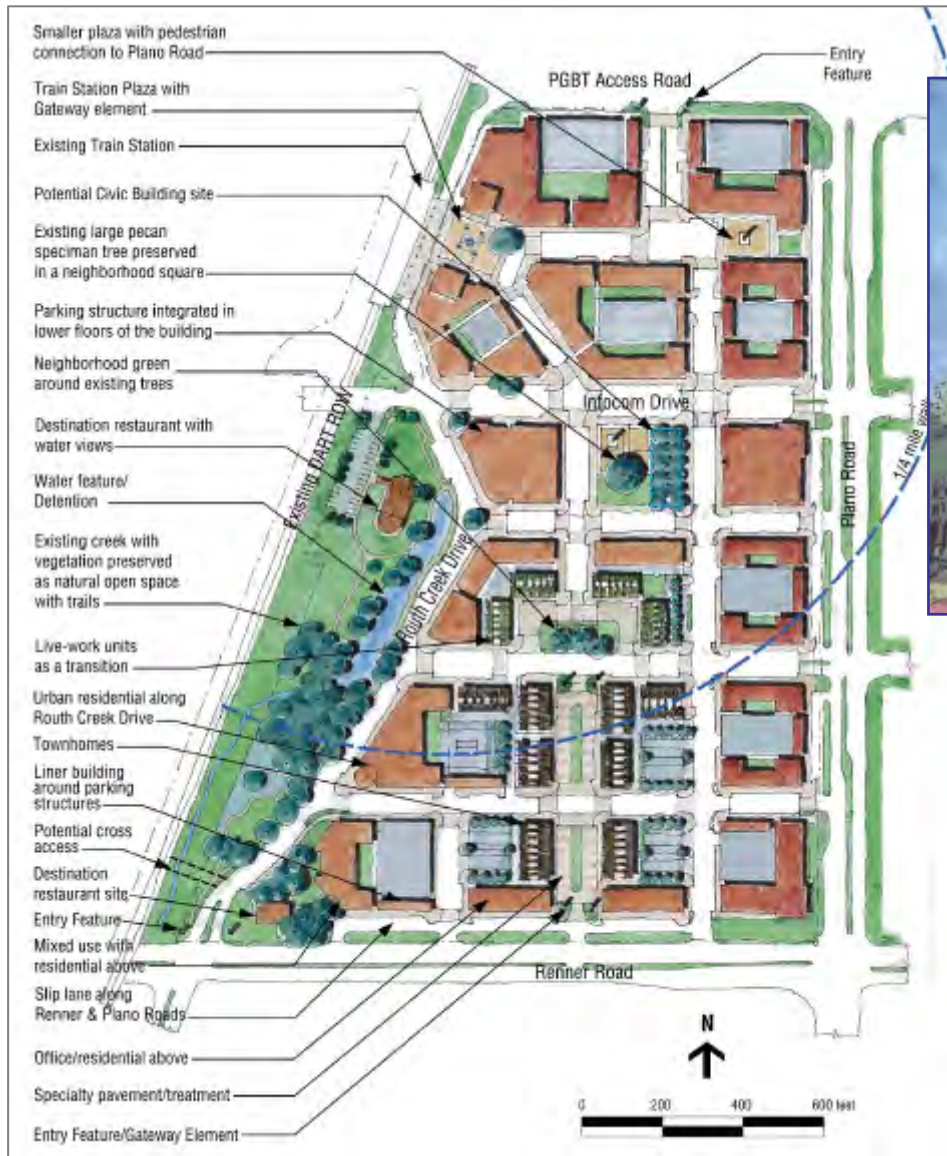 Smaller plaza with pedestrian
connection to Plano Road
Entry
Feature
PGBT Access Road
Train Station Plaza with
Gateway element
Existing Train Station
Potential Civic Building site
Existing large pecan
speciman tree preserved
in a neighborhood square
Parking structure integrated in
lower floors of the building
Neighborhood green
around existing trees
Infocom Drive
Destination restaurant with
water views
Existing DART ROW
Plano Road
1/4 mile walk
Water feature/
Detention
Routh Creek Drive
Existing creek with
vegetation preserved
as natural open space
with trails
Live-work units
as a transition
Urban residential along
Routh Creek Drive
Townhomes
Liner building
around parking
structures
Potential cross
access
Destination
restaurant site
Entry Feature
Mixed use with
residential above
Renner Road
Slip lane along
Renner & Plano Roads
N
Office/residential above
Specialty pavement/treatment
0 200 400 600 feet
Entry Feature/Gateway Element